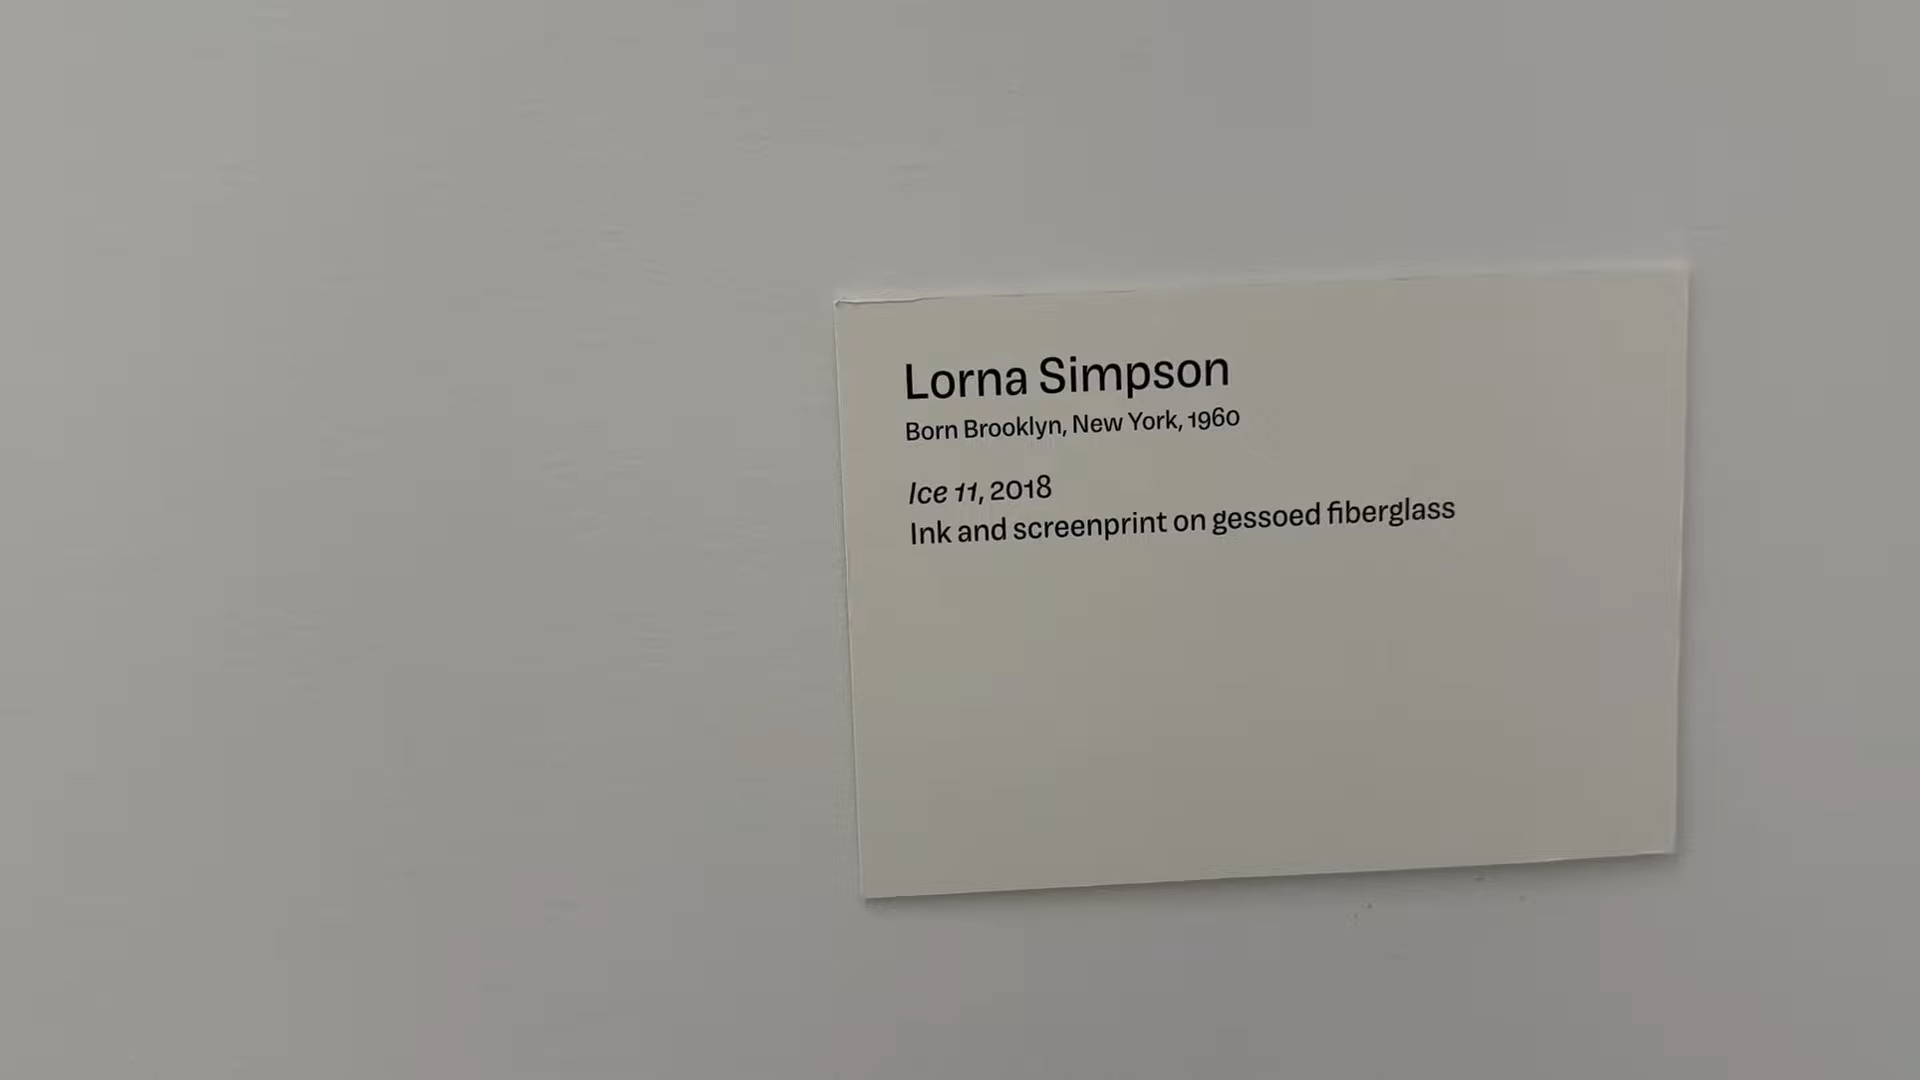 Lorna Simpson
Born Brooklyn, New York, 1960
Ice 11, 2018
Ink and screenprint on gessoed fiberglass